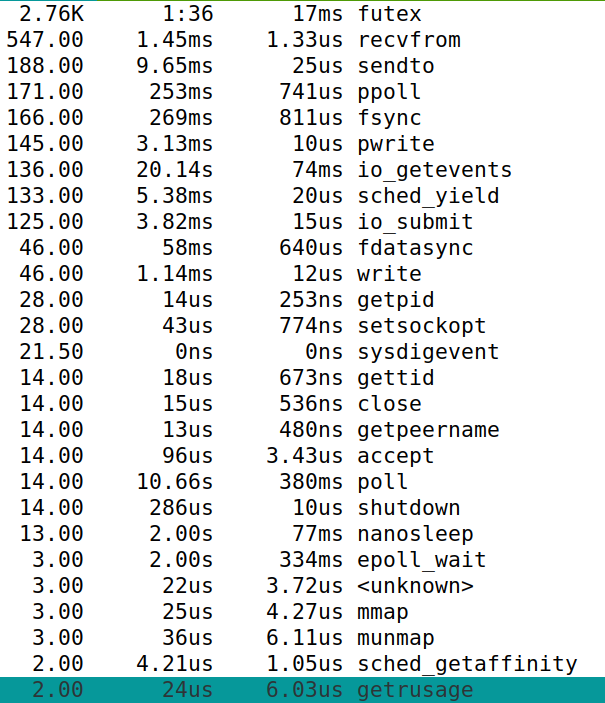 2.76K 1:36 17ms futex
547.00 1.45ms 1.33us recvfrom
188.00 9.65ms 25us sendto
171.00 253ms 741us ppoll
166.00 269ms 811us fsync
145.00 3.13ms 10us pwrite
136.00 20.14s 74ms io_getevents
133.00 5.38ms 20us sched_yield
125.00 3.82ms 15us io_submit
46.00 58ms 640us fdatasync
46.00 1.14ms 12us write
28.00 14us 253ns getpid
28.00 43us 774ns setsockopt
21.50 0ns 0ns sysdigevent
14.00 18us 673ns gettid
14.00 15us 536ns close
14.00 13us 480ns getpeername
14.00 96us 3.43us accept
14.00 10.66s 380ms poll
14.00 286us 10us shutdown
13.00 2.00s 77ms nanosleep
3.00 2.00s 334ms epoll_wait
3.00 22us 3.72us <unknown>
3.00 25us 4.27us mmap
3.00 36us 6.11us munmap
2.00 4.21us 1.05us sched_getaffinity
2.00 24us 6.03us getrusage